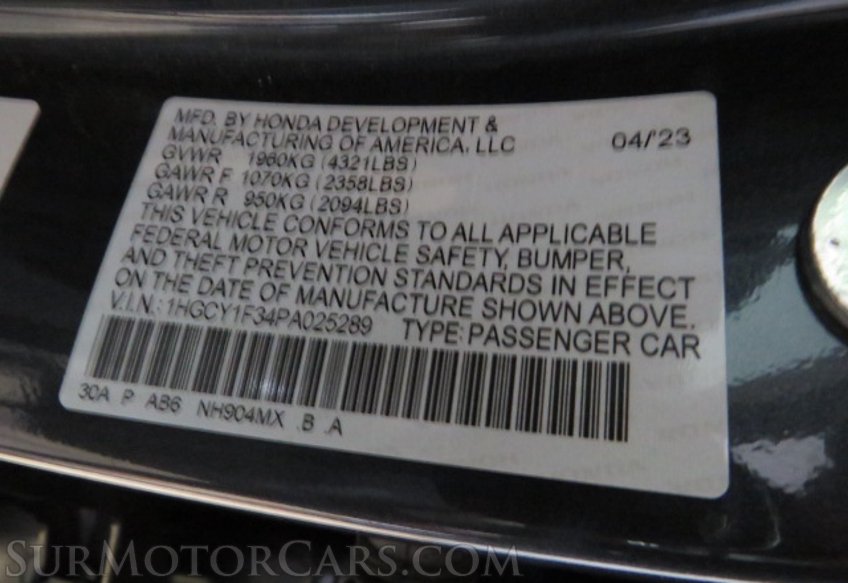 MFD. BY HONDA DEVELOPMENT &
MANUFACTURING OF AMERICA, LLC 04/'23
GVWR 1960KG (4321LBS)
GAWR F 1070KG (2358LBS)
GAWR R 950KG (2094LBS)
THIS VEHICLE CONFORMS TO ALL APPLICABLE
FEDERAL MOTOR VEHICLE SAFETY, BUMPER,
AND THEFT PREVENTION STANDARDS IN EFFECT
ON THE DATE OF MANUFACTURE SHOWN ABOVE.
V.I.N.: 1HGCY1F34PA025289 TYPE: PASSENGER CAR
30A P AB6 NH904MX .B .A
SURMOTORCARS.COM